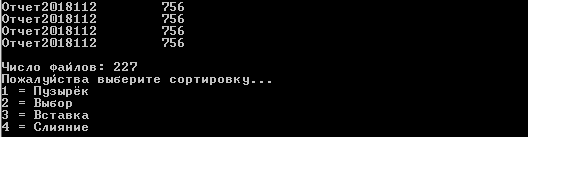 Отчет2018112 756
Отчет2018112 756
Отчет2018112 756
Отчет2018112 756
Число файлов: 227
Пожалуйства выберите сортировку...
1 = Пузырёк
2 = Выбор
3 = Вставка
4 = Слияние